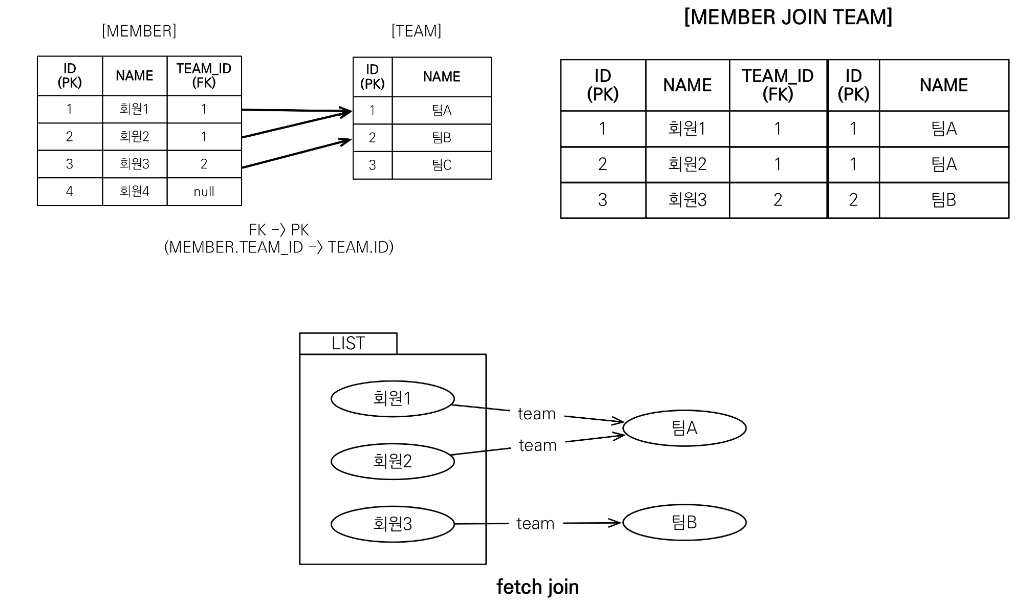 [MEMBER]
ID (PK) NAME TEAM_ID (FK)
1 회원1 1
2 회원2 1
3 회원3 2
4 회원4 null
[TEAM]
ID (PK) NAME
1 팀A
2 팀B
3 팀C
FK -> PK
(MEMBER.TEAM_ID -> TEAM.ID)
[MEMBER JOIN TEAM]
ID (PK) NAME TEAM_ID (FK) ID (PK) NAME
1 회원1 1 1 팀A
2 회원2 1 1 팀A
3 회원3 2 2 팀B
LIST
회원1 team 팀A
회원2 team
회원3 team 팀B
fetch join